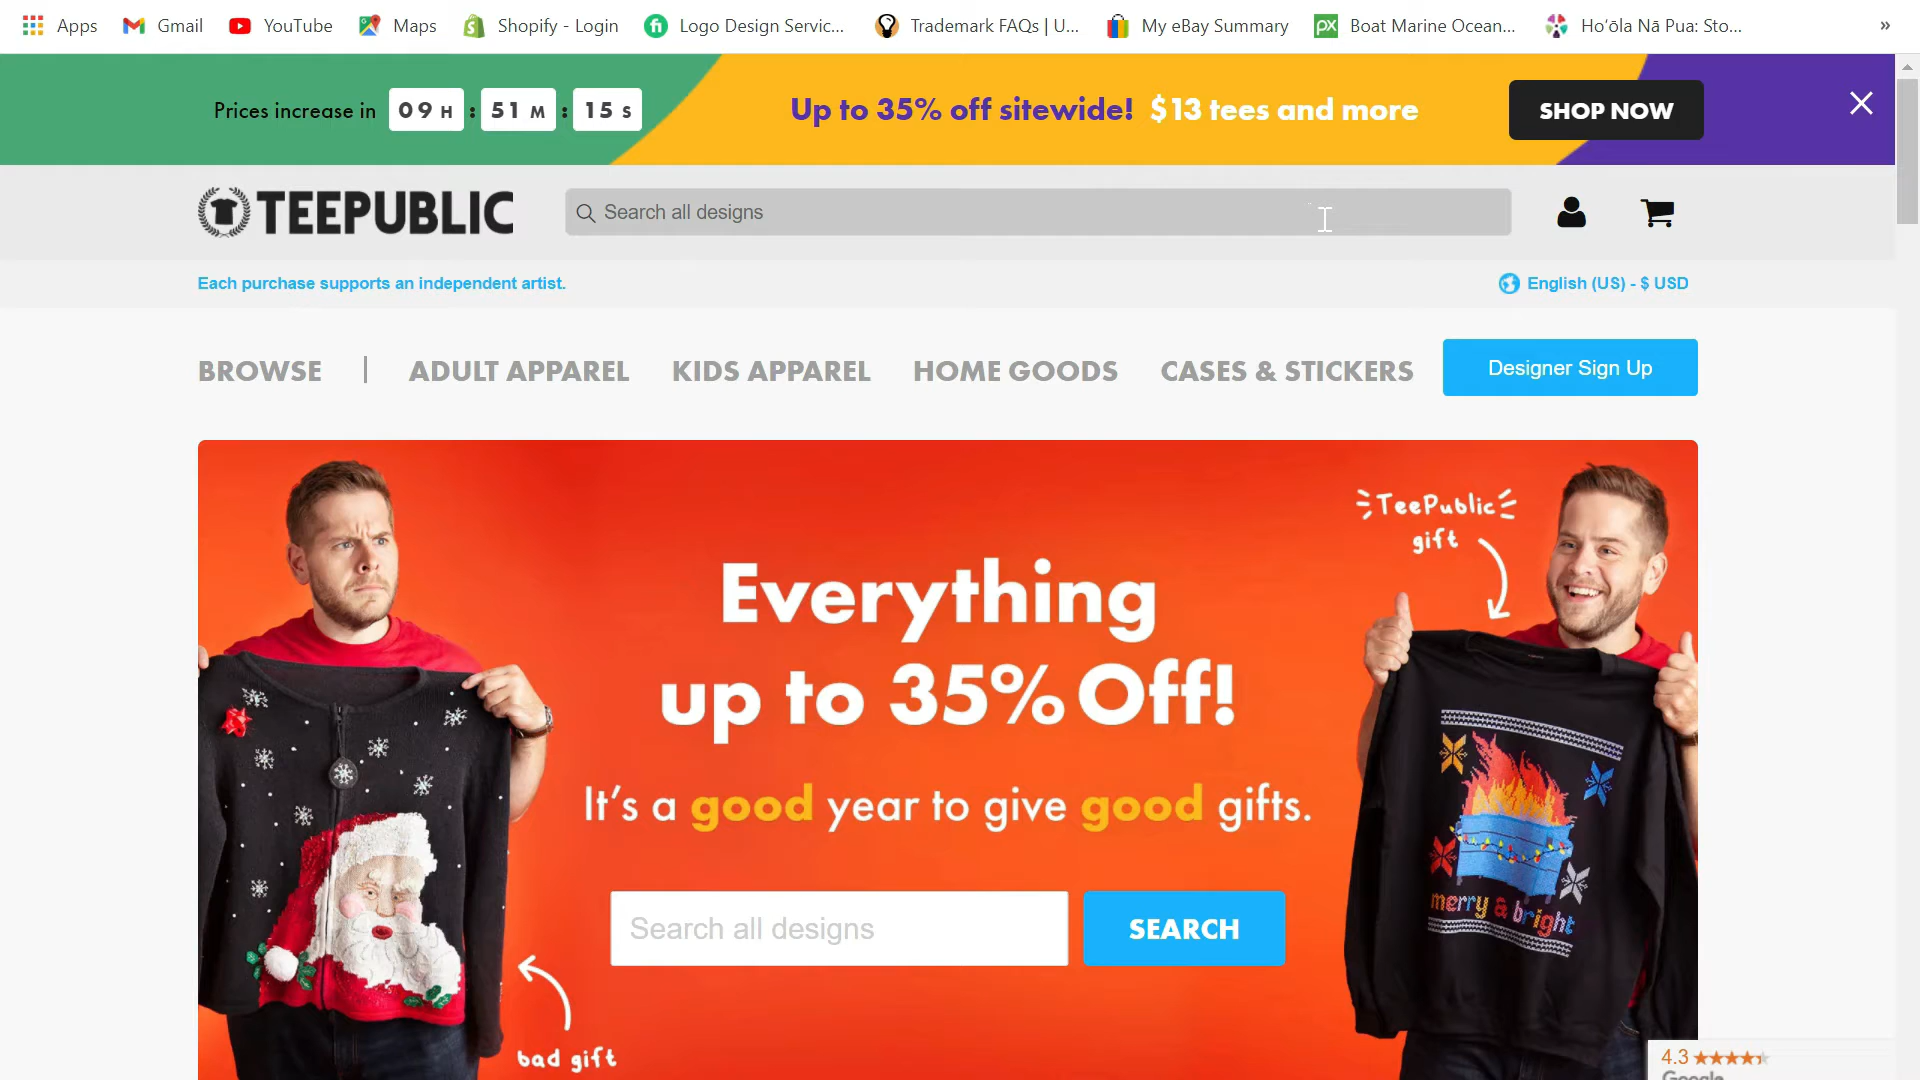 Apps
Gmail
YouTube
Maps
Shopify - Login
Logo Design Servic...
Trademark FAQs | U...
My eBay Summary
Boat Marine Ocean...
Hoʻōla Nā Pua: Sto...
»
Prices increase in 09 H : 51 M : 15 S
Up to 35% off sitewide! $13 tees and more
SHOP NOW
TEEPUBLIC
Search all designs
Each purchase supports an independent artist.
English (US) - $ USD
BROWSE | ADULT APPAREL KIDS APPAREL HOME GOODS CASES & STICKERS
Designer Sign Up
TeePublic
gift
Everything
up to 35% Off!
It's a good year to give good gifts.
Search all designs
SEARCH
merry & bright
bad gift
4.3
Google